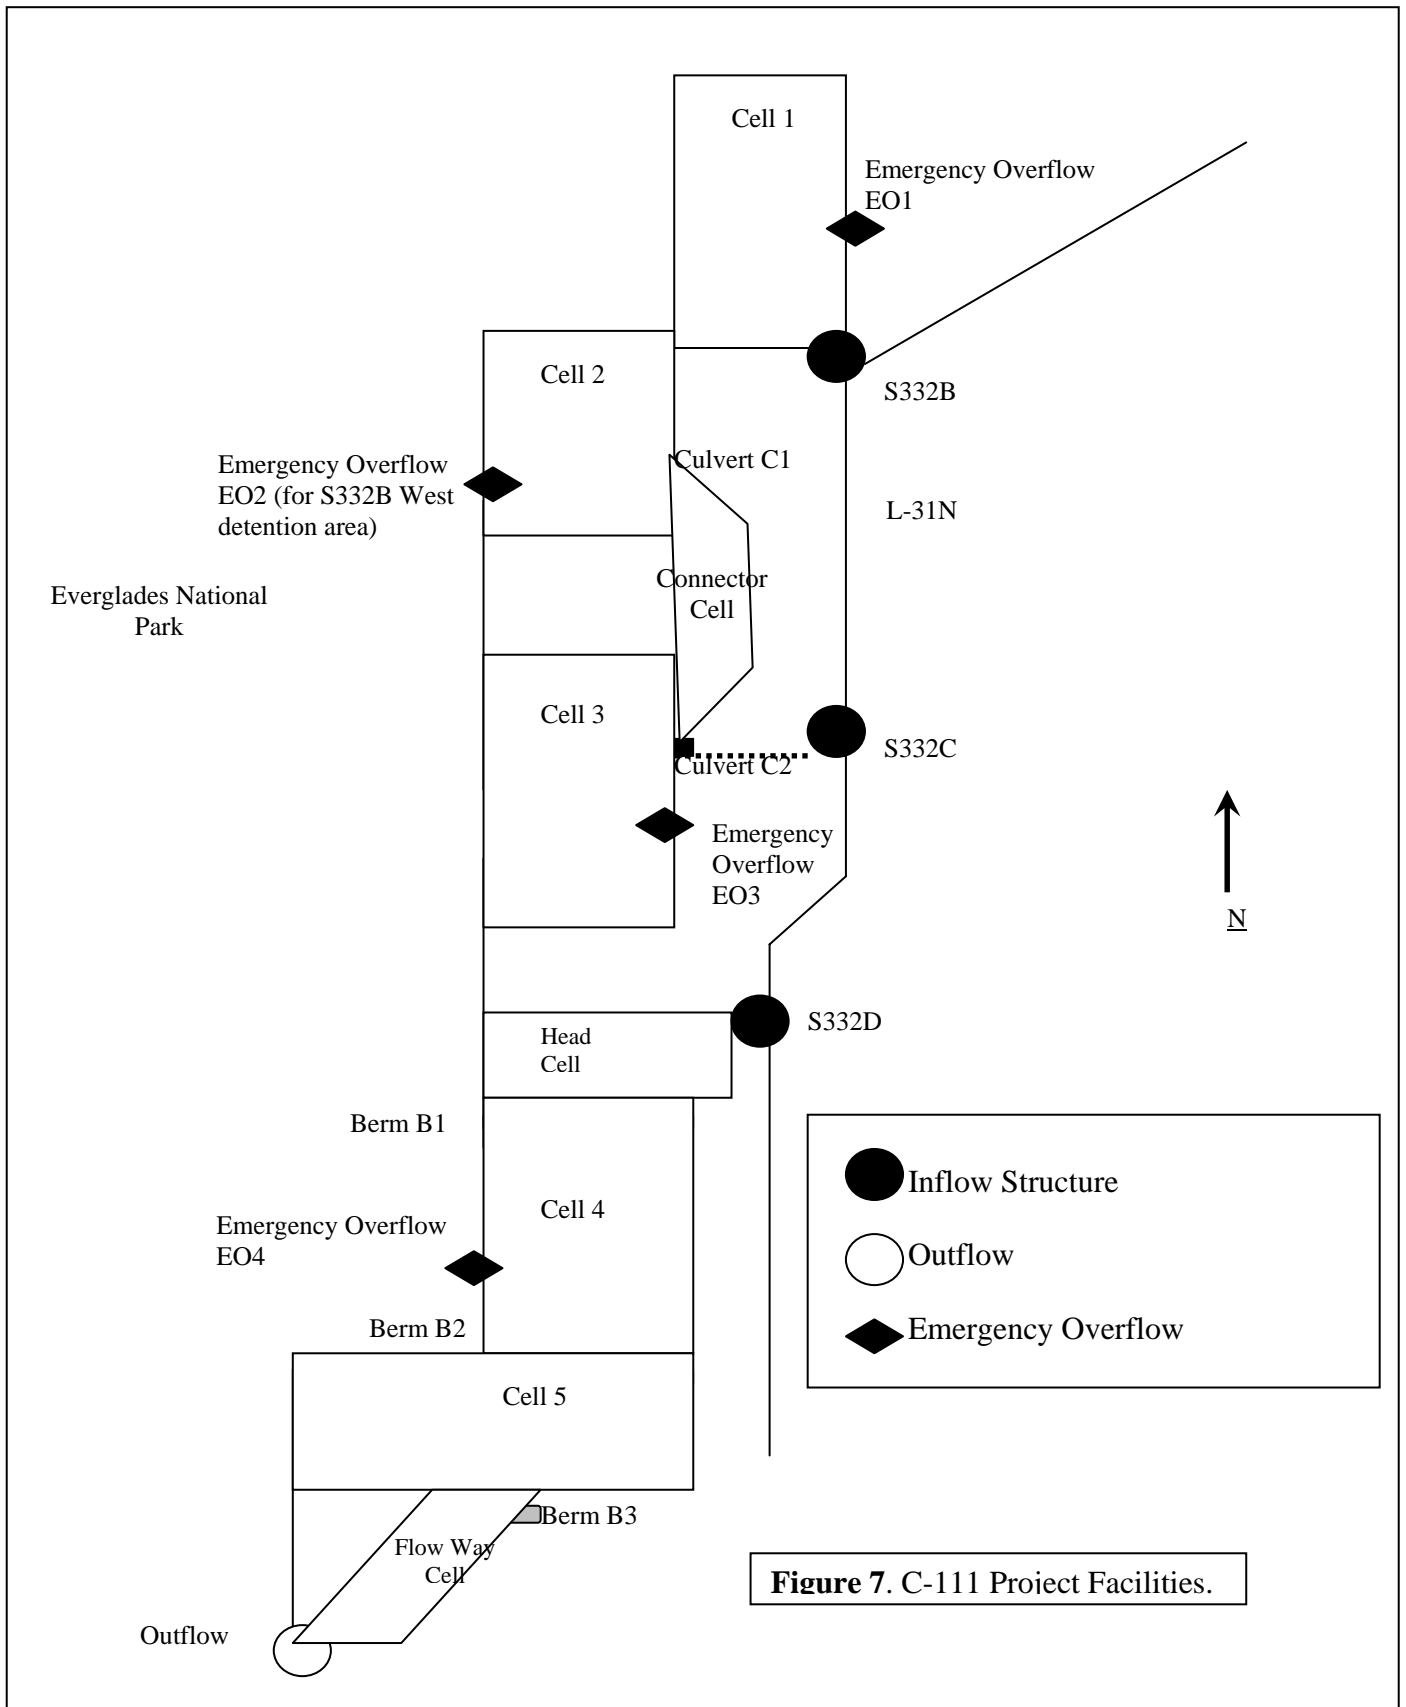 Cell 1
Emergency Overflow
EO1
Cell 2
S332B
Culvert C1
Emergency Overflow
EO2 (for S332B West
detention area)
L-31N
Connector
Cell
Everglades National
Park
Cell 3
S332C
Culvert C2
Emergency
Overflow
EO3
N
S332D
Head
Cell
Berm B1
Inflow Structure
Cell 4
Emergency Overflow
EO4
Outflow
Berm B2
Emergency Overflow
Cell 5
Berm B3
Flow Way
Cell
Figure 7. C-111 Project Facilities.
Outflow